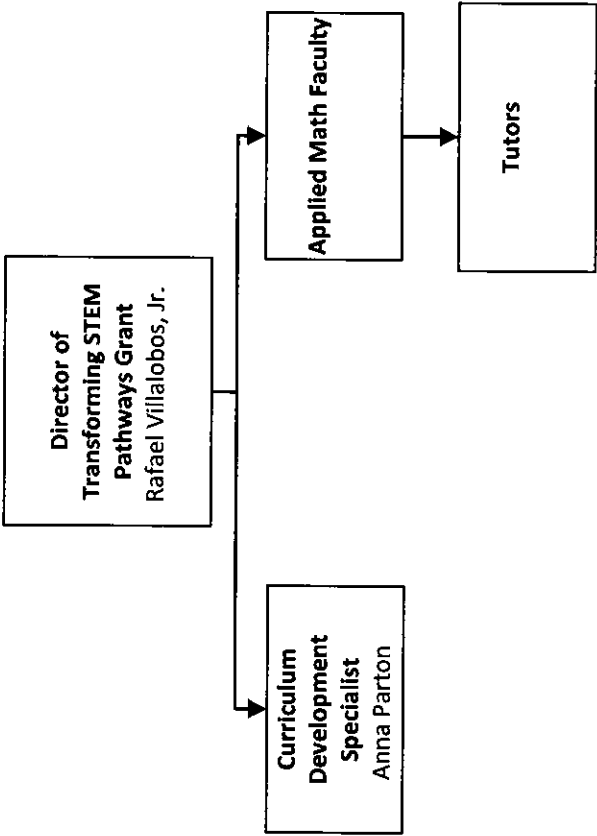 Director of
Transforming STEM
Pathways Grant
Rafael Villalobos, Jr.
Curriculum
Development
Specialist
Anna Parton
Applied Math Faculty
Tutors